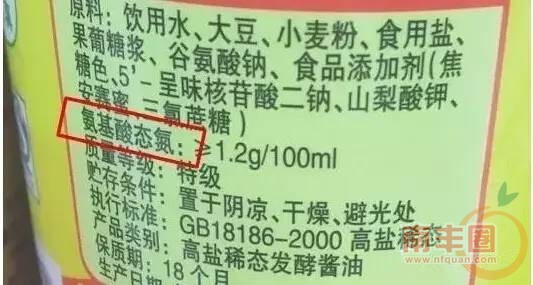 原料:饮用水、大豆、小麦粉、食用盐、
果葡糖浆、谷氨酸钠、食品添加剂(焦
糖色、5'-呈味核苷酸二钠、山梨酸钾、
安赛蜜、三氯蔗糖)
氨基酸态氮:≥1.2g/100ml
质量等级:特级
贮存条件:置于阴凉、干燥、避光处
执行标准:GB18186-2000 高盐稀态
产品类别:高盐稀态发酵酱油
保质期:18个月
生产日期
南丰圈
www.nfquan.com